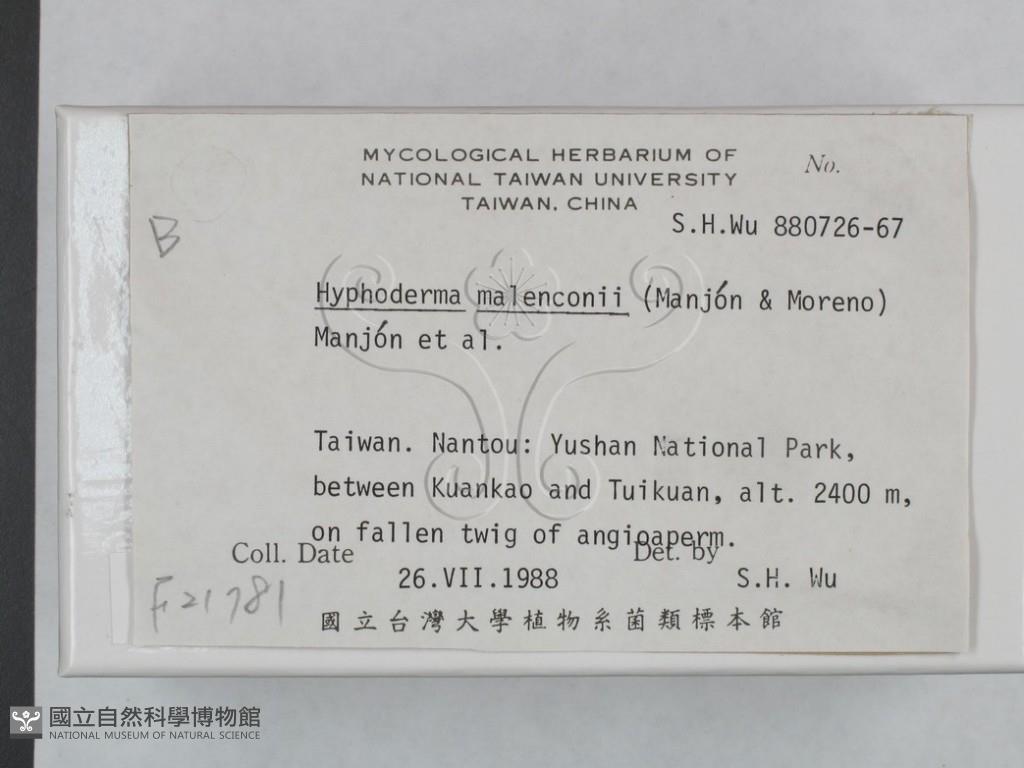 MYCOLOGICAL HERBARIUM OF
NATIONAL TAIWAN UNIVERSITY
TAIWAN, CHINA
No.
S.H.Wu 880726-67
B
Hyphoderma malenconii (Manjón & Moreno)
Manjón et al.
Taiwan. Nantou: Yushan National Park,
between Kuankao and Tuikuan, alt. 2400 m,
on fallen twig of angioaperm.
Coll. Date
Det. by
26.VII.1988
S.H. Wu
F21781
國立台灣大學植物系菌類標本館
國立自然科學博物館
NATIONAL MUSEUM OF NATURAL SCIENCE